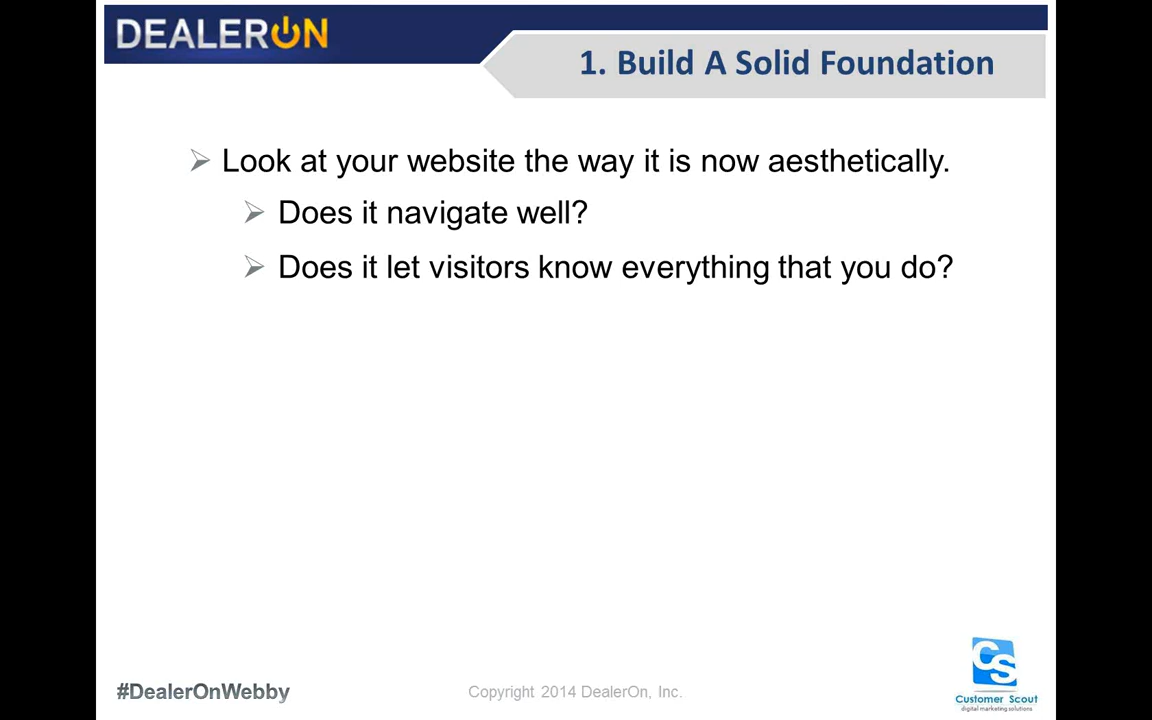 DEALERON
1. Build A Solid Foundation
Look at your website the way it is now aesthetically.
Does it navigate well?
Does it let visitors know everything that you do?
#DealerOnWebby
Copyright 2014 DealerOn, Inc.
CS
Customer Scout
digital marketing solutions